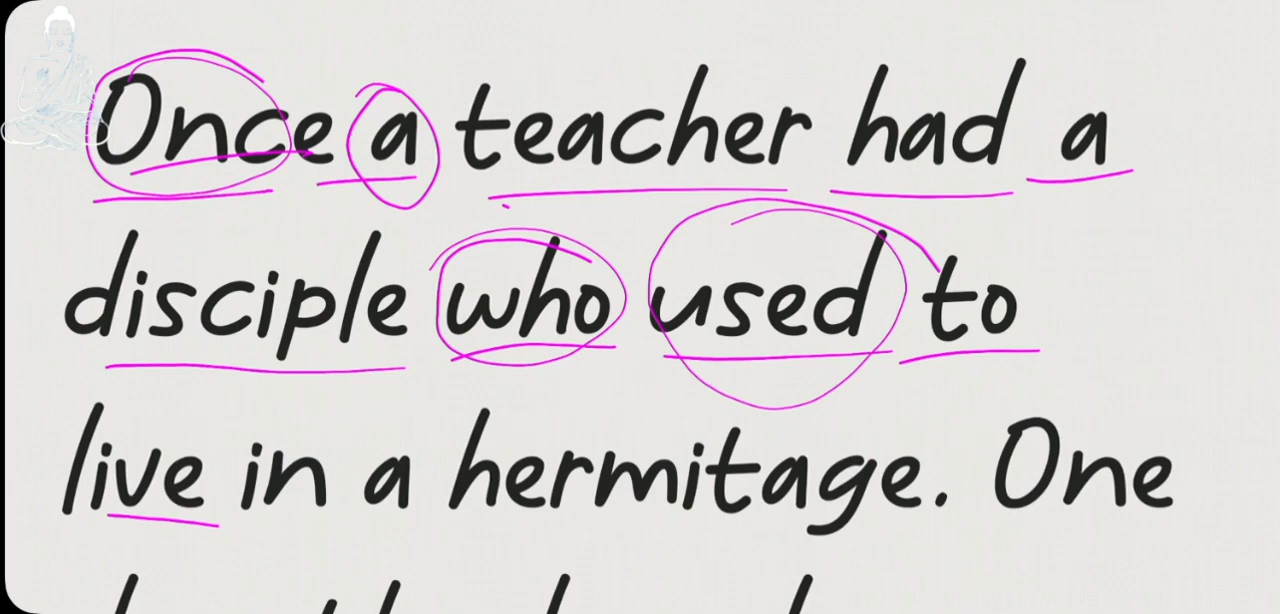 Once a teacher had a
disciple who used to
live in a hermitage. One